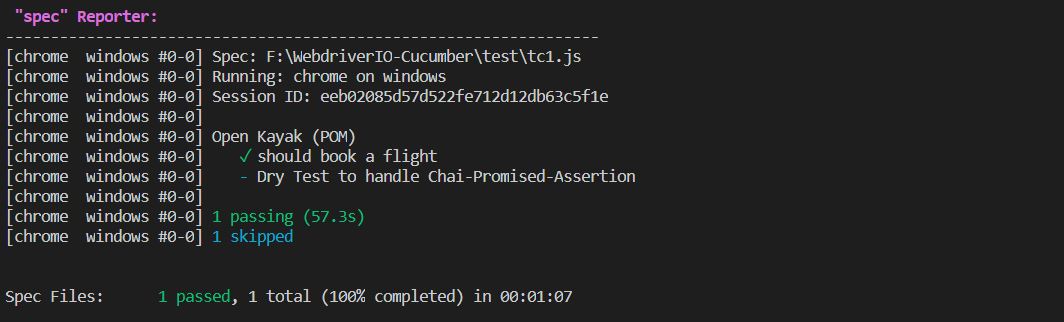 "spec" Reporter:
------------------------------------------------------------------
[chrome  windows #0-0] Spec: F:\WebdriverIO-Cucumber\test\tc1.js
[chrome  windows #0-0] Running: chrome on windows
[chrome  windows #0-0] Session ID: eeb02085d57d522fe712d12db63c5f1e
[chrome  windows #0-0]
[chrome  windows #0-0] Open Kayak (POM)
[chrome  windows #0-0]    ✓ should book a flight
[chrome  windows #0-0]    - Dry Test to handle Chai-Promised-Assertion
[chrome  windows #0-0]
[chrome  windows #0-0] 1 passing (57.3s)
[chrome  windows #0-0] 1 skipped
Spec Files:      1 passed, 1 total (100% completed) in 00:01:07